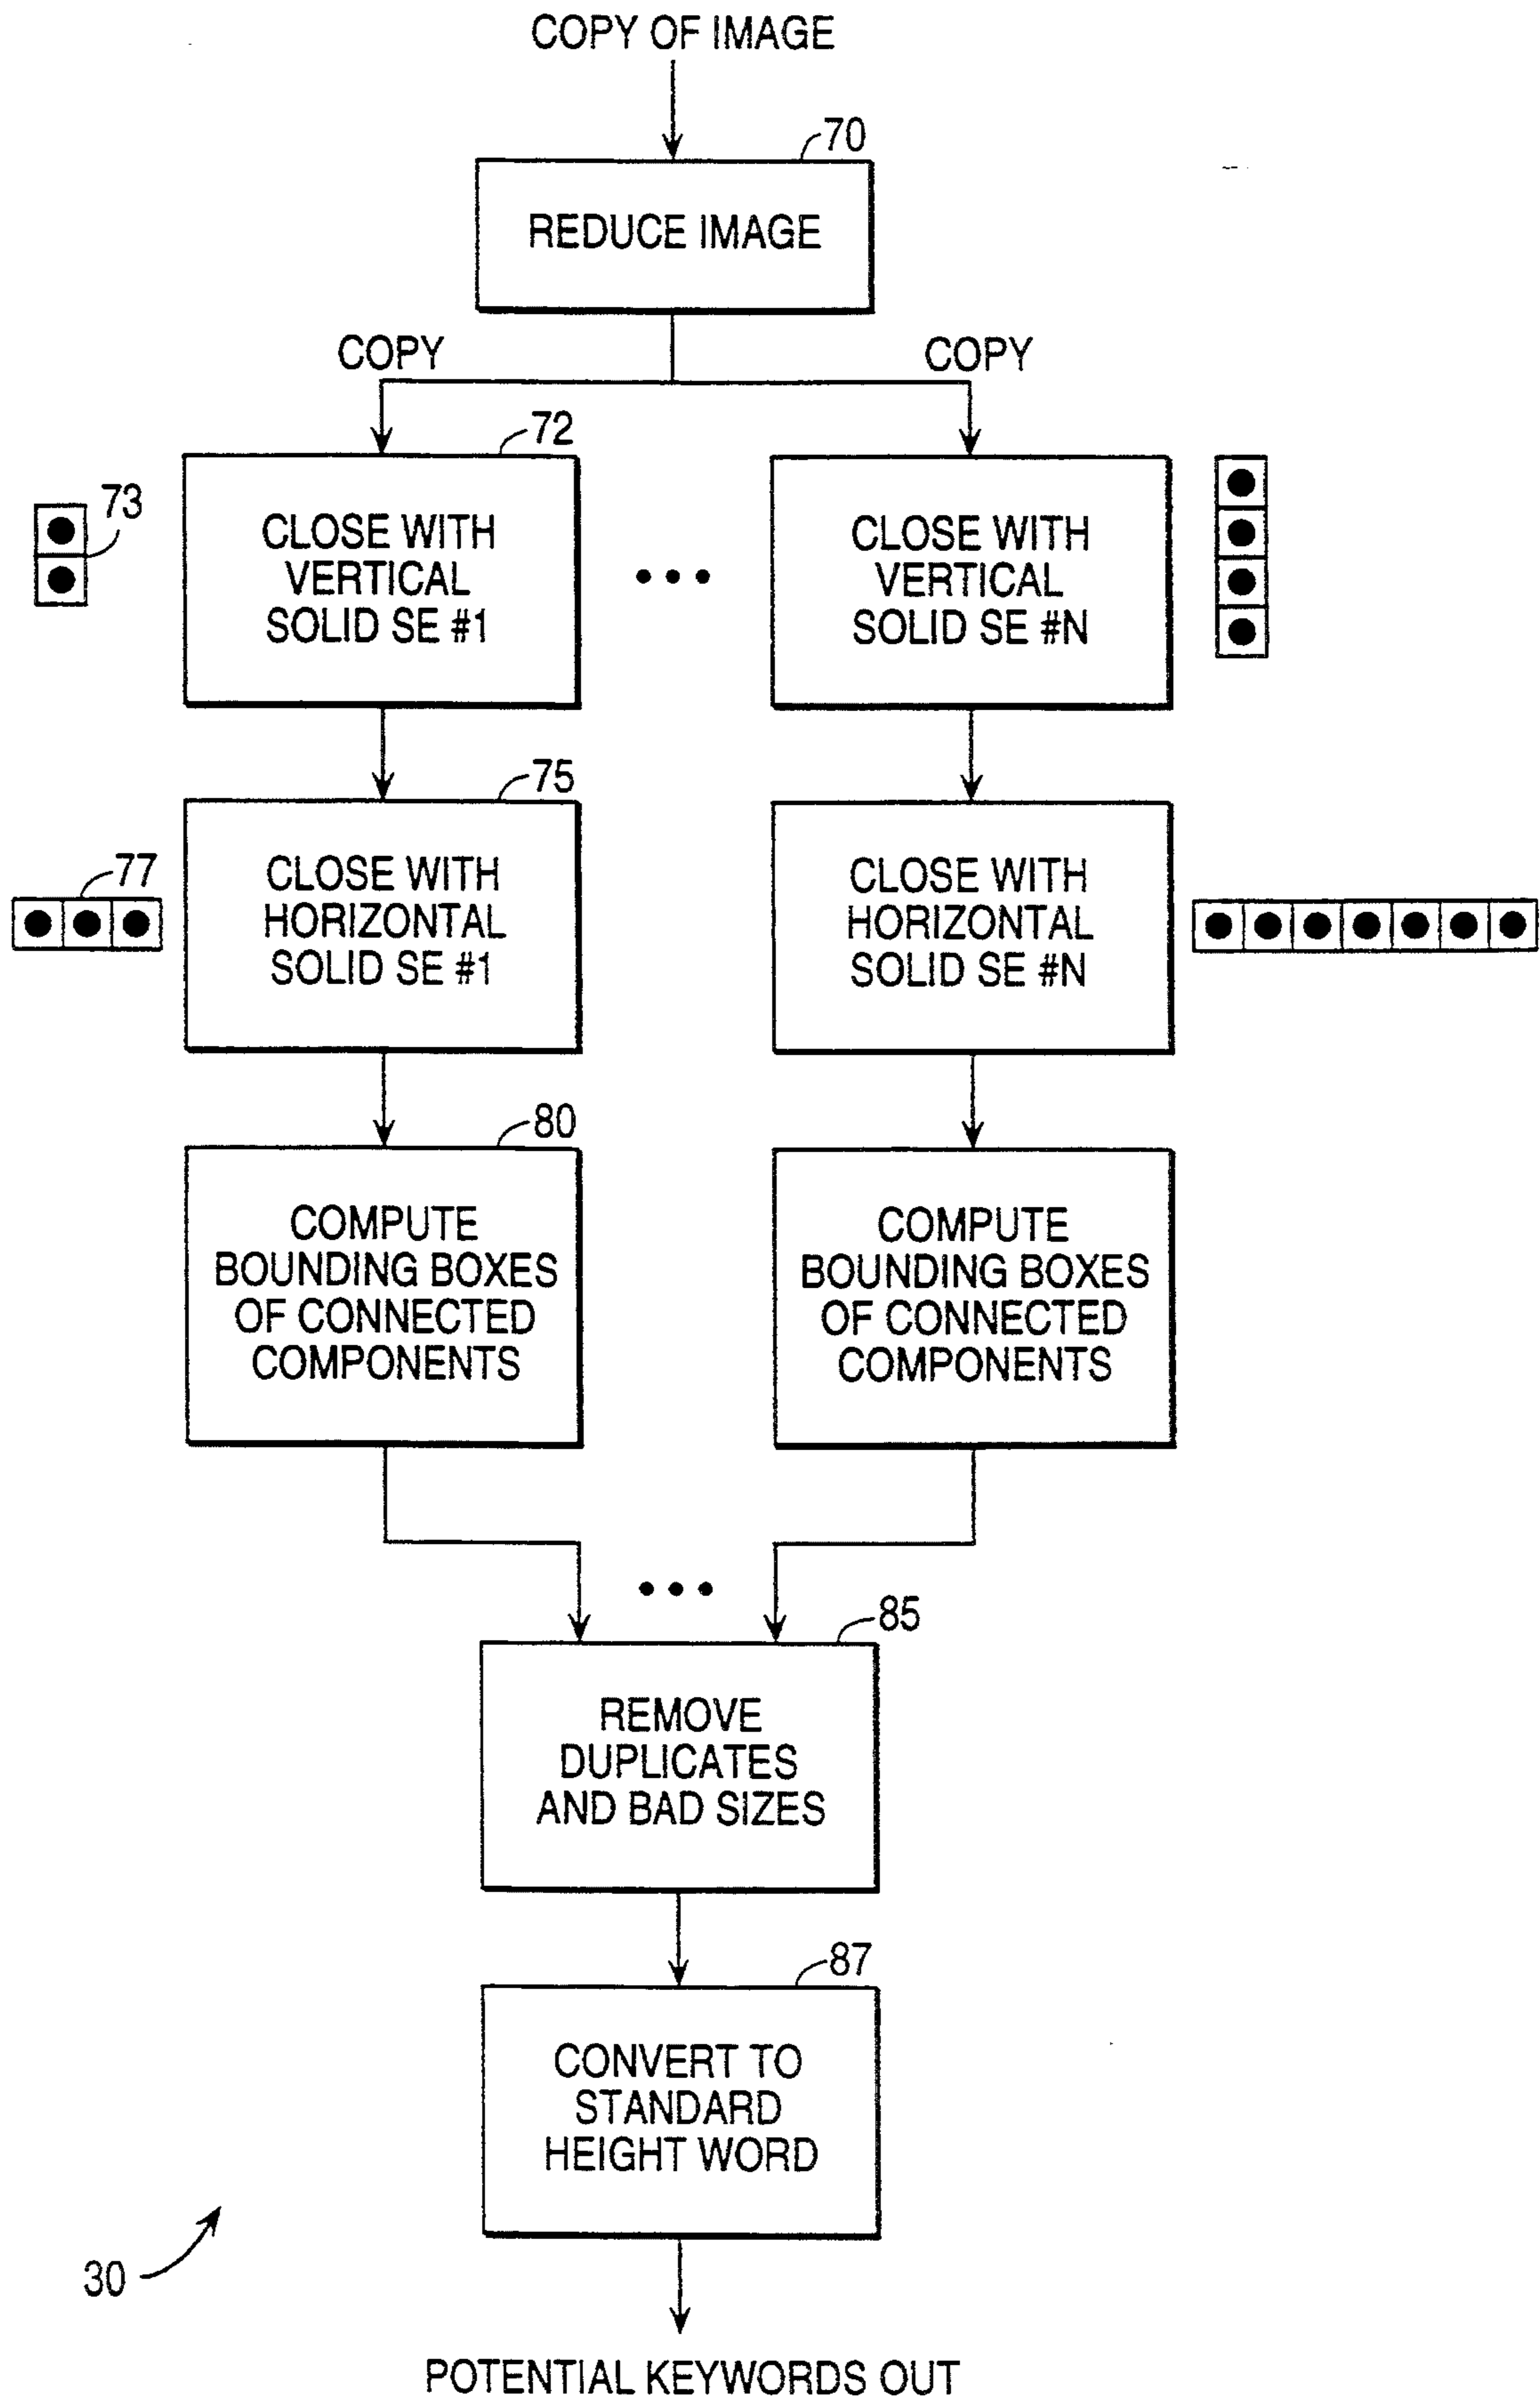 COPY OF IMAGE
70
REDUCE IMAGE
COPY
COPY
72
73
CLOSE WITH
VERTICAL
SOLID SE #1
CLOSE WITH
VERTICAL
SOLID SE #N
75
77
CLOSE WITH
HORIZONTAL
SOLID SE #1
CLOSE WITH
HORIZONTAL
SOLID SE #N
80
COMPUTE
BOUNDING BOXES
OF CONNECTED
COMPONENTS
COMPUTE
BOUNDING BOXES
OF CONNECTED
COMPONENTS
85
REMOVE
DUPLICATES
AND BAD SIZES
87
CONVERT TO
STANDARD
HEIGHT WORD
30
POTENTIAL KEYWORDS OUT